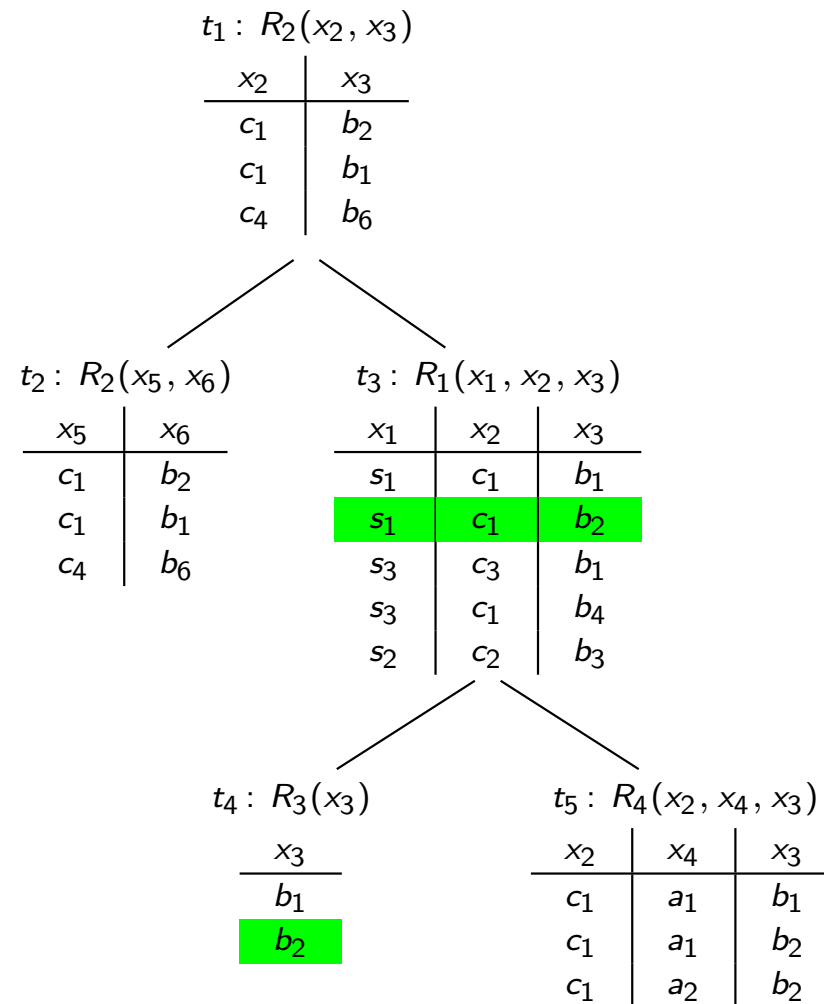 t₁ : R₂(x₂, x₃)
x₂ x₃
c₁ b₂
c₁ b₁
c₄ b₆
t₂ : R₂(x₅, x₆) t₃ : R₁(x₁, x₂, x₃)
x₅ x₆ x₁ x₂ x₃
c₁ b₂ s₁ c₁ b₁
c₁ b₁ s₁ c₁ b₂
c₄ b₆ s₃ c₃ b₁
s₃ c₁ b₄
s₂ c₂ b₃
t₄ : R₃(x₃) t₅ : R₄(x₂, x₄, x₃)
x₃ x₂ x₄ x₃
b₁ c₁ a₁ b₁
b₂ c₁ a₁ b₂
c₁ a₂ b₂